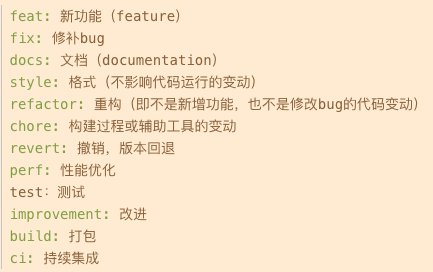 feat: 新功能（feature）
fix: 修补bug
docs: 文档（documentation）
style: 格式（不影响代码运行的变动）
refactor: 重构（即不是新增功能，也不是修改bug的代码变动）
chore: 构建过程或辅助工具的变动
revert: 撤销，版本回退
perf: 性能优化
test: 测试
improvement: 改进
build: 打包
ci: 持续集成